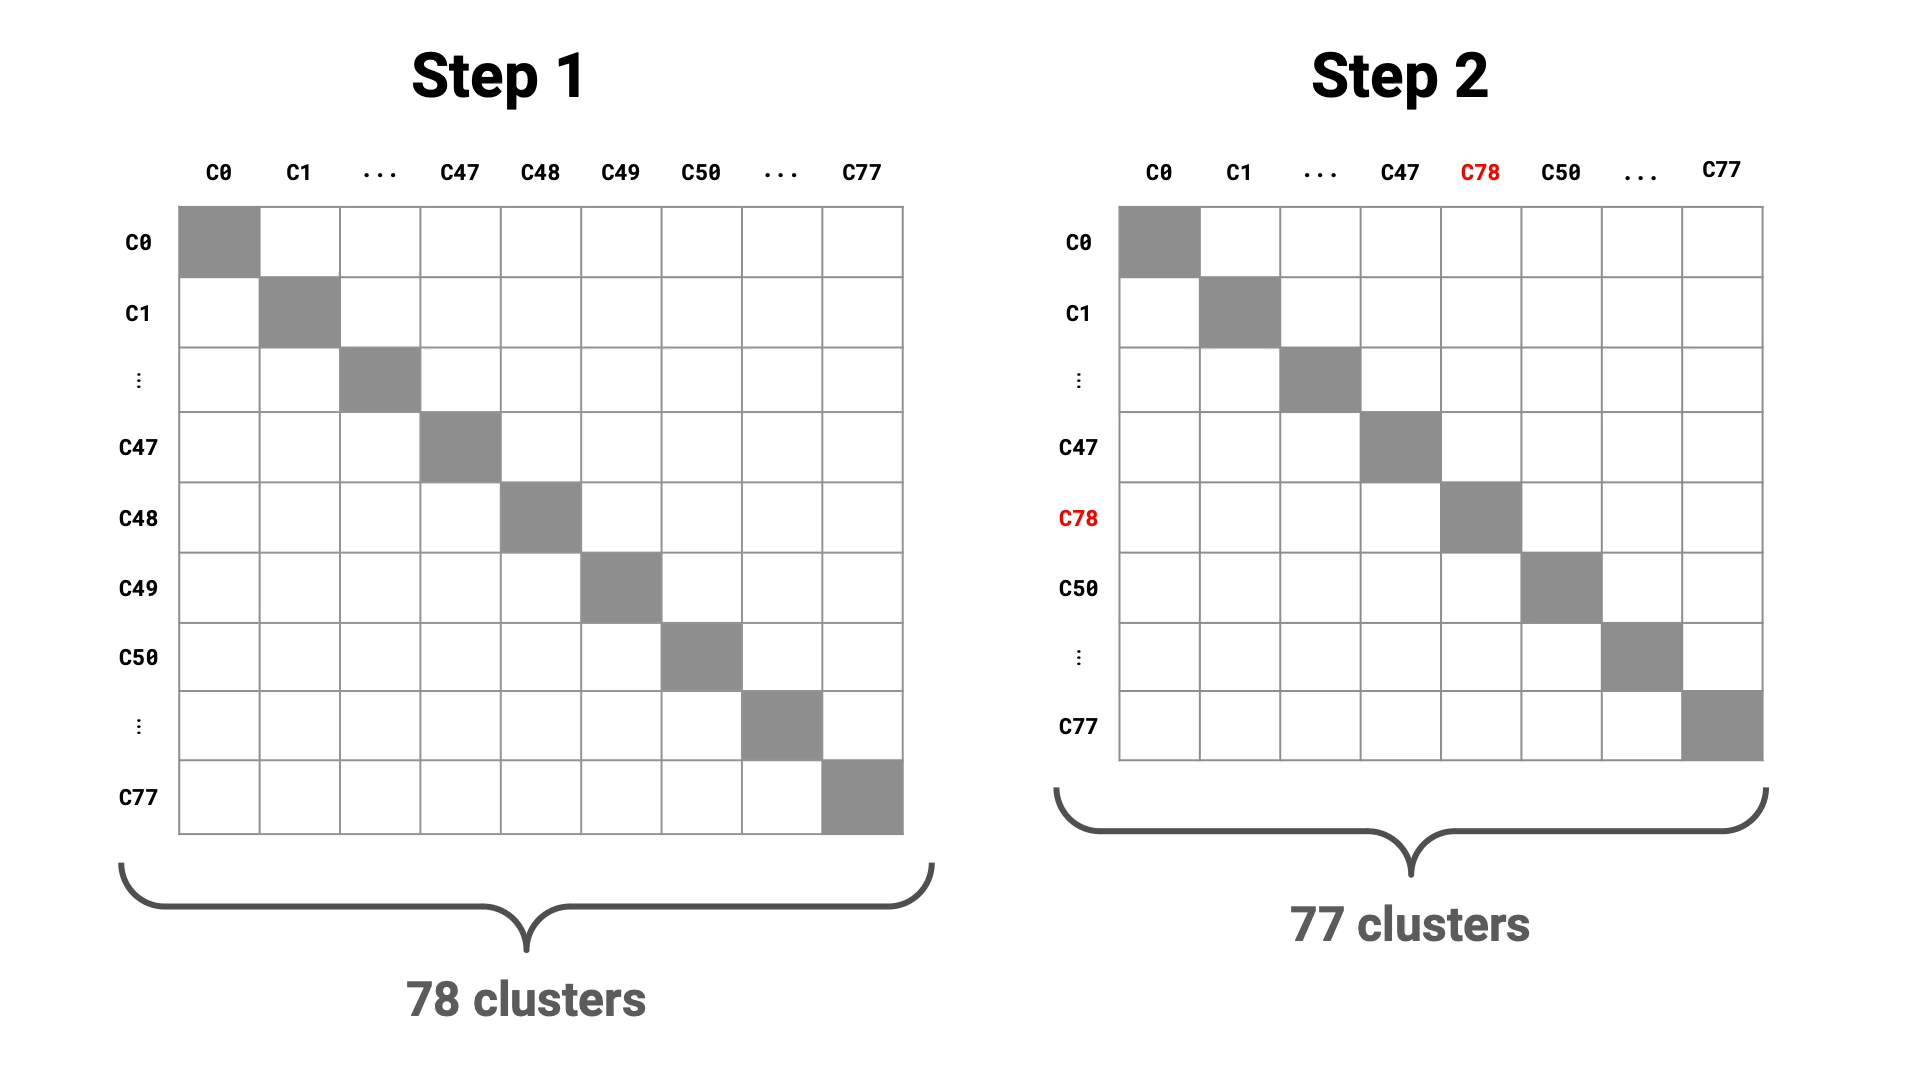 Step 1
C0 C1 ... C47 C48 C49 C50 ... C77
C0
C1
⋮
C47
C48
C49
C50
⋮
C77
78 clusters
Step 2
C0 C1 ... C47 C78 C50 ... C77
C0
C1
⋮
C47
C78
C50
⋮
C77
77 clusters